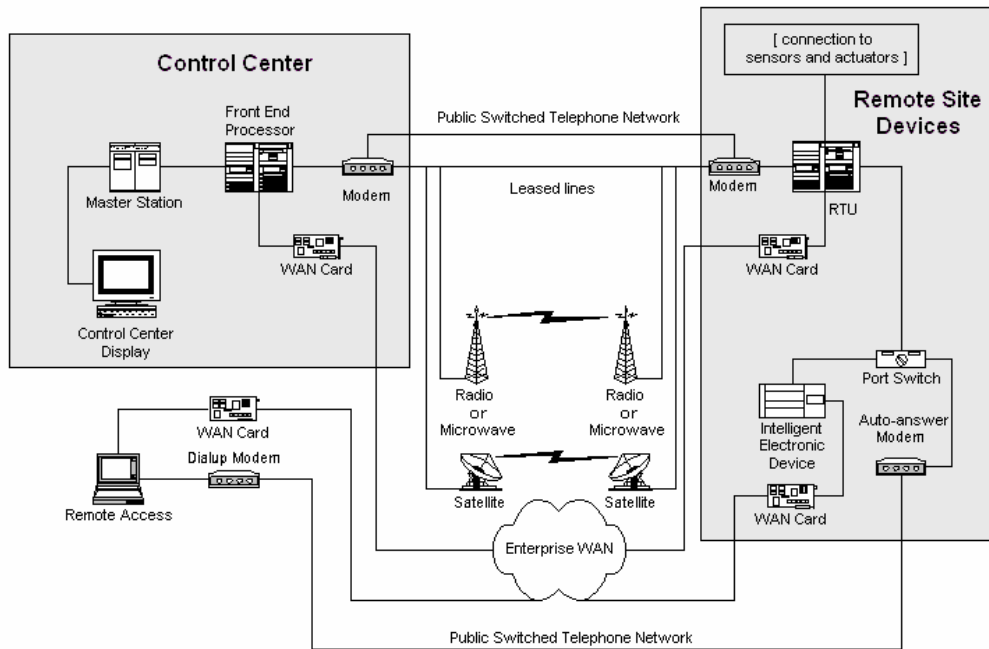 Control Center
Front End
Processor
Master Station
Modem
WAN Card
Control Center
Display
Public Switched Telephone Network
Leased lines
Radio
or
Microwave
Radio
or
Microwave
Satellite
Satellite
Enterprise WAN
[ connection to
sensors and actuators ]
Remote Site
Devices
Modem
RTU
WAN Card
Port Switch
Intelligent
Electronic
Device
Auto-answer
Modem
WAN Card
WAN Card
Dialup Modem
Remote Access
Public Switched Telephone Network